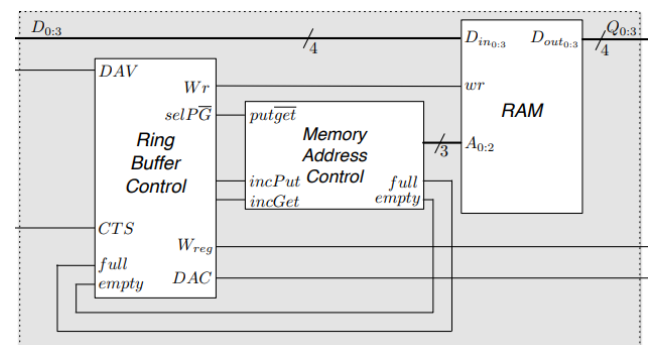 D0:3
4
Q0:3
4
Din0:3
Dout0:3
wr
RAM
A0:2
3
DAV
Wr
selPG̅
Ring
Buffer
Control
incPut
incGet
CTS
Wreg
full
empty
DAC
putg̅e̅t̅
Memory
Address
Control
full
empty